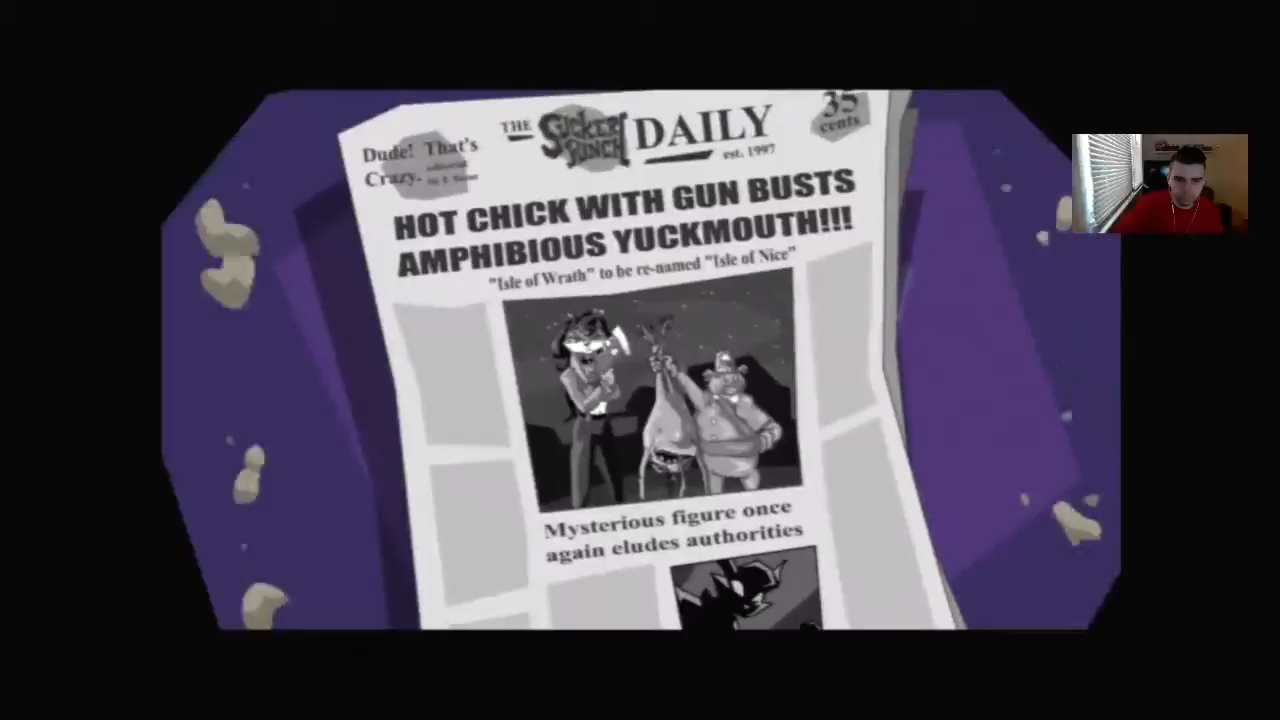 THE SUCKER PUNCH DAILY
est. 1997
35
cents
Dude! That's
Crazy-
HOT CHICK WITH GUN BUSTS
AMPHIBIOUS YUCKMOUTH!!!
"Isle of Wrath" to be re-named "Isle of Nice"
Mysterious figure once
again eludes authorities